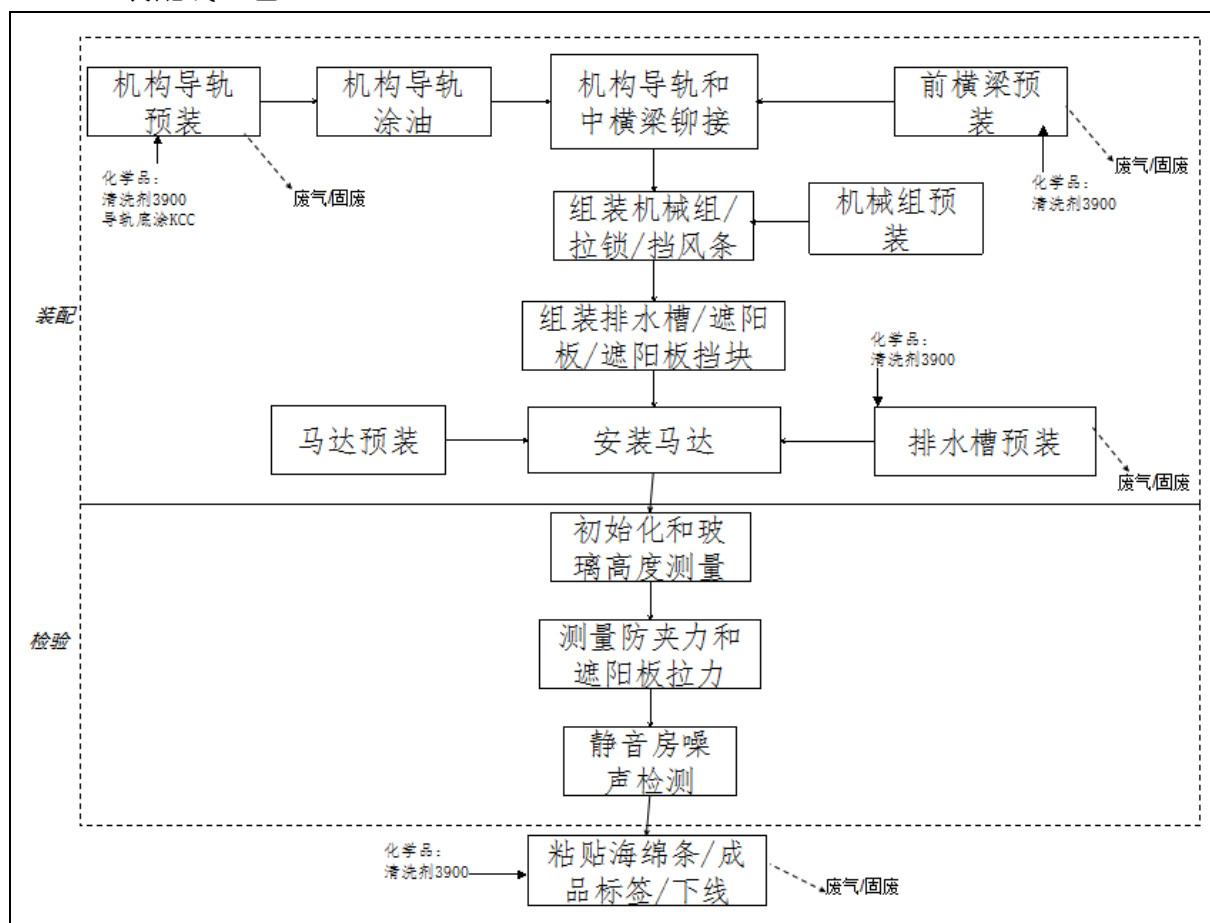 机构导轨
预装
机构导轨
涂油
机构导轨和
中横梁铆接
前横梁预
装
化学品：
清洗剂3900
导轨底涂KCC
废气/固废
化学品：
清洗剂3900
废气/固废
组装机械组/
拉锁/挡风条
机械组预
装
装配
组装排水槽/遮阳
板/遮阳板挡块
化学品：
清洗剂3900
马达预装
安装马达
排水槽预装
废气/固废
初始化和玻
璃高度测量
检验
测量防夹力和
遮阳板拉力
静音房噪
声检测
化学品：
清洗剂3900
粘贴海绵条/成
品标签/下线
废气/固废